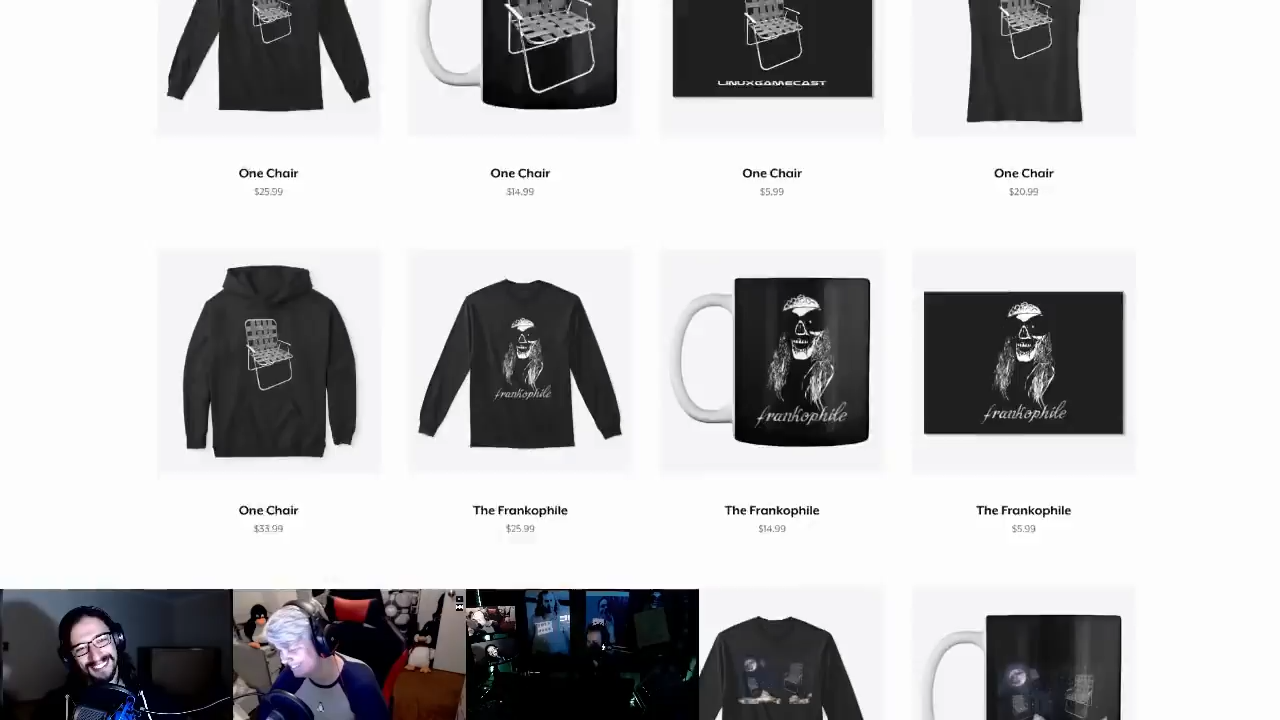 LINUXGAMECAST
One Chair
$25.99
One Chair
$14.99
One Chair
$5.99
One Chair
$20.99
frankophile
frankophile
frankophile
One Chair
$33.99
The Frankophile
$25.99
The Frankophile
$14.99
The Frankophile
$5.99